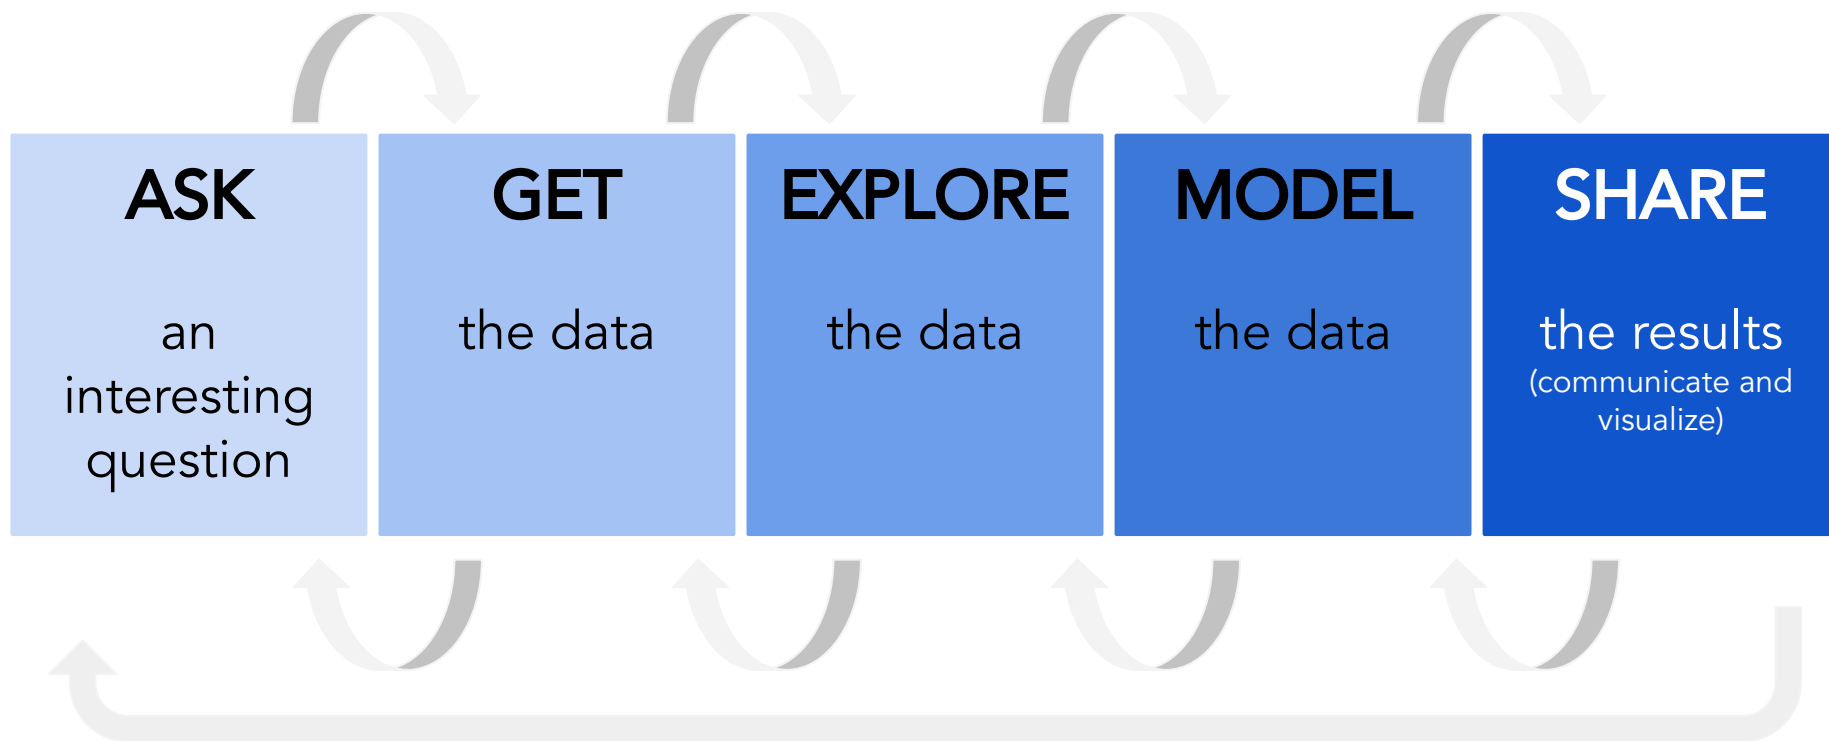 ASK
an
interesting
question
GET
the data
EXPLORE
the data
MODEL
the data
SHARE
the results
(communicate and
visualize)